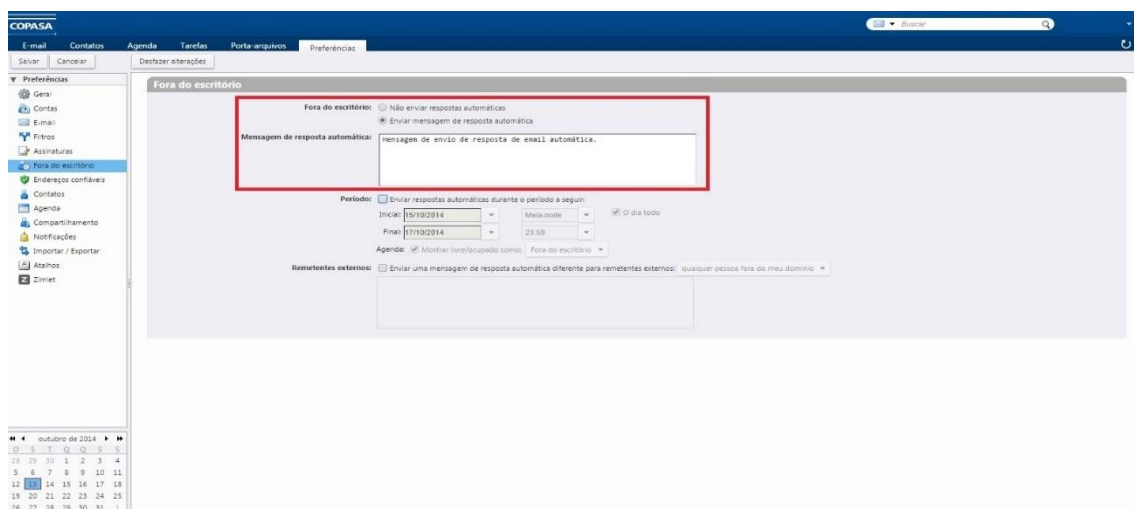 COPASA
Buscar
E-mail Contatos Agenda Tarefas Porta-arquivos Preferências
Salvar Cancelar Desfazer alterações
Preferências
Geral
Contas
E-mail
Filtros
Assinaturas
Fora do escritório
Endereços confiáveis
Contatos
Agenda
Compartilhamento
Notificações
Importar / Exportar
Atalhos
Zimlet
Fora do escritório
Fora do escritório: Não enviar respostas automáticas
Enviar mensagem de resposta automática
Mensagem de resposta automática: Mensagem de envio de resposta de email automática.
Período: Enviar respostas automáticas durante o período a seguir:
Inicial: 15/10/2014 Meia-noite O dia todo
Final: 17/10/2014 23:59
Agenda: Mostrar livre/ocupado como: Fora do escritório
Remetentes externos: Enviar uma mensagem de resposta automática diferente para remetentes externos: qualquer pessoa fora do meu domínio
outubro de 2014
D S T Q Q S S
28 29 30 1 2 3 4
5 6 7 8 9 10 11
12 13 14 15 16 17 18
19 20 21 22 23 24 25
26 27 28 29 30 31 1